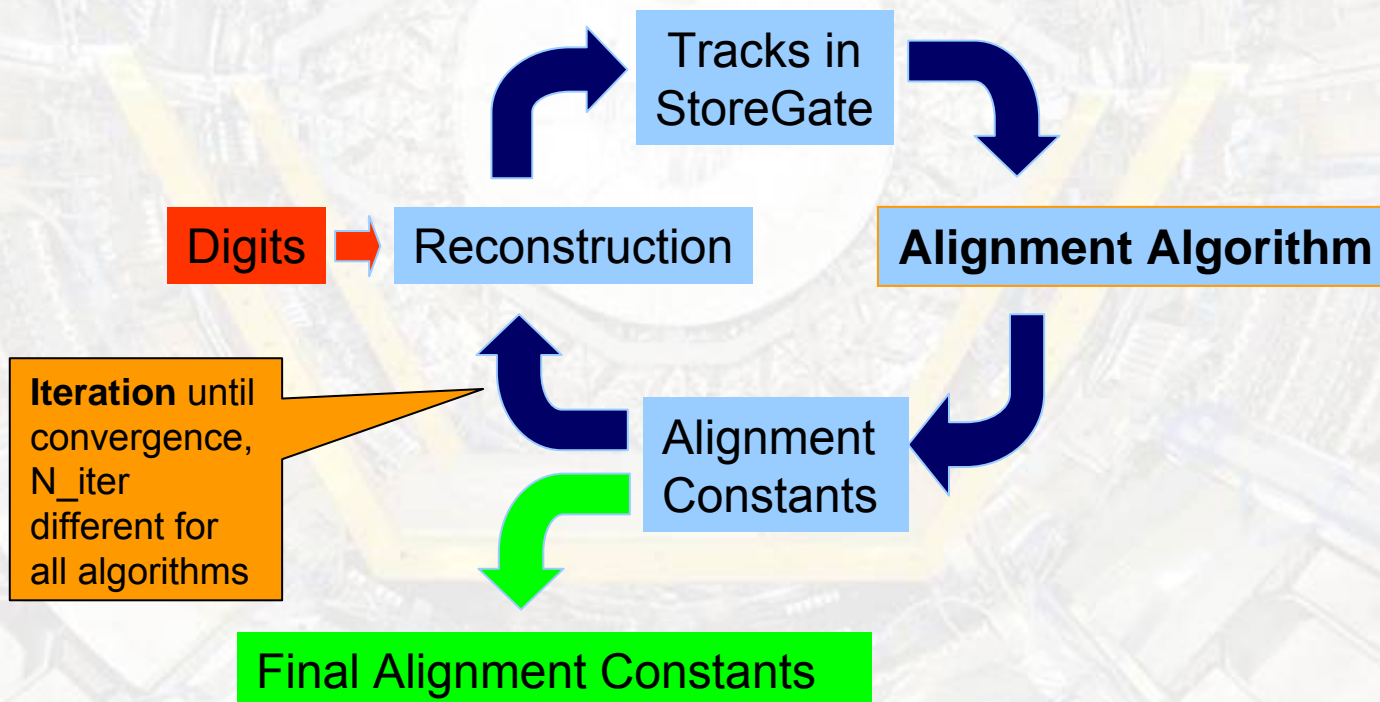 Tracks in
StoreGate
Digits
Reconstruction
Alignment Algorithm
Iteration until
convergence,
N_iter
different for
all algorithms
Alignment
Constants
Final Alignment Constants